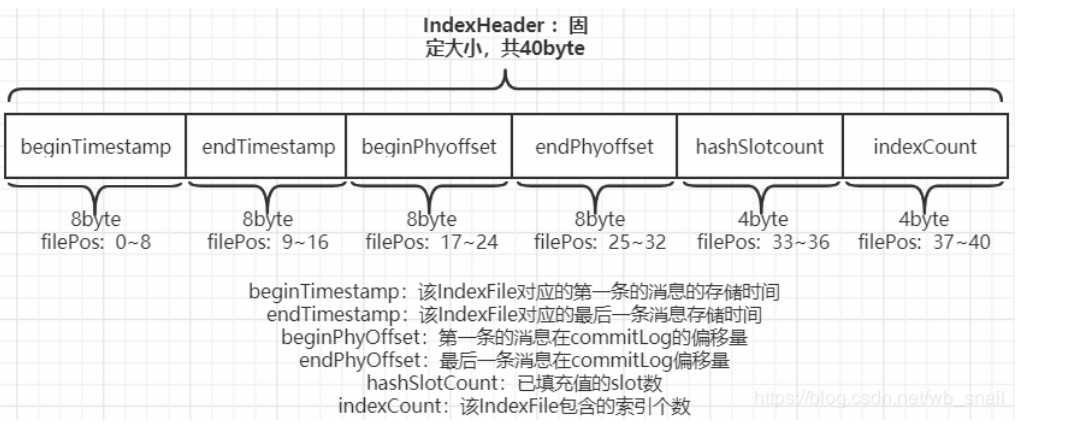 IndexHeader ：固
定大小，共40byte
beginTimestamp endTimestamp beginPhyoffset endPhyoffset hashSlotcount indexCount
8byte 8byte 8byte 8byte 4byte 4byte
filePos: 0~8 filePos: 9~16 filePos: 17~24 filePos: 25~32 filePos: 33~36 filePos: 37~40
beginTimestamp：该IndexFile对应的第一条的消息的存储时间
endTimestamp：该IndexFile对应的最后一条消息存储时间
beginPhyOffset：第一条的消息在commitLog的偏移量
endPhyOffset：最后一条消息在commitLog偏移量
hashSlotCount：已填充值的slot数
indexCount：该IndexFile包含的索引个数
https://blog.csdn.net/wb_snail